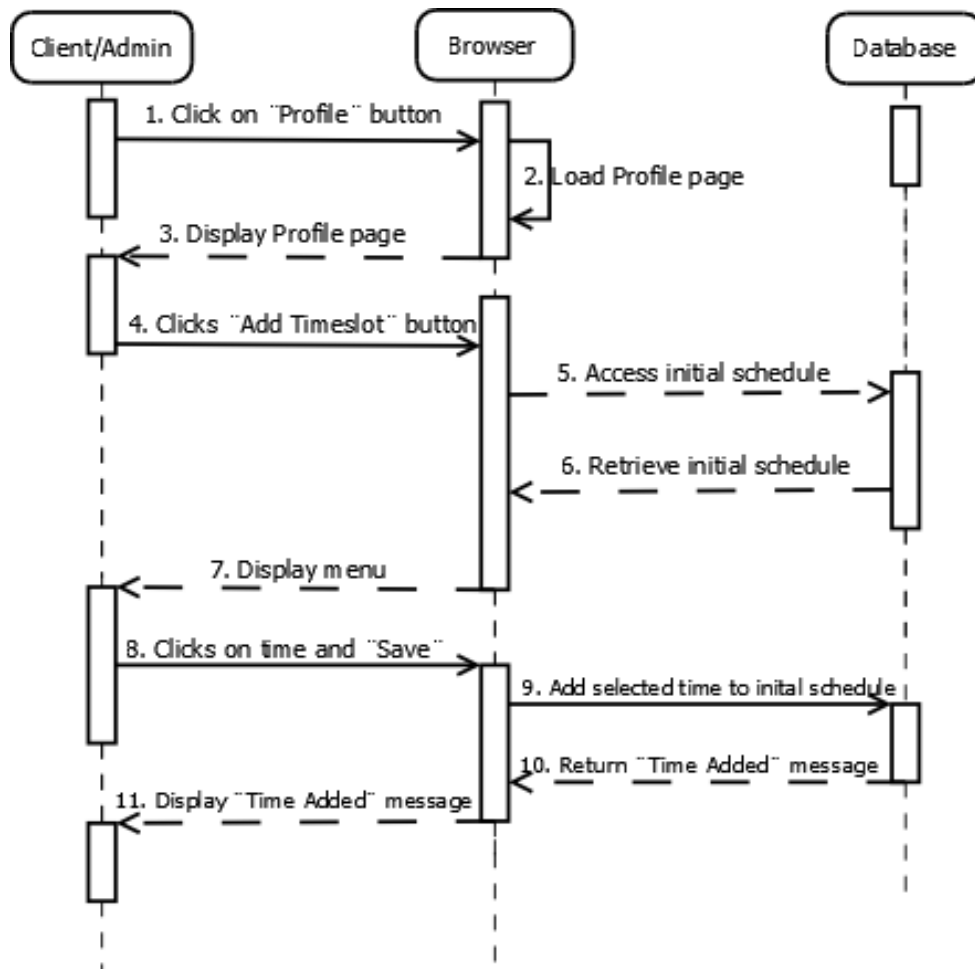 Client/Admin
Browser
Database
1. Click on ¨Profile¨ button
2. Load Profile page
3. Display Profile page
4. Clicks ¨Add Timeslot¨ button
5. Access initial schedule
6. Retrieve initial schedule
7. Display menu
8. Clicks on time and ¨Save¨
9. Add selected time to inital schedule
10. Return ¨Time Added¨ message
11. Display ¨Time Added¨ message